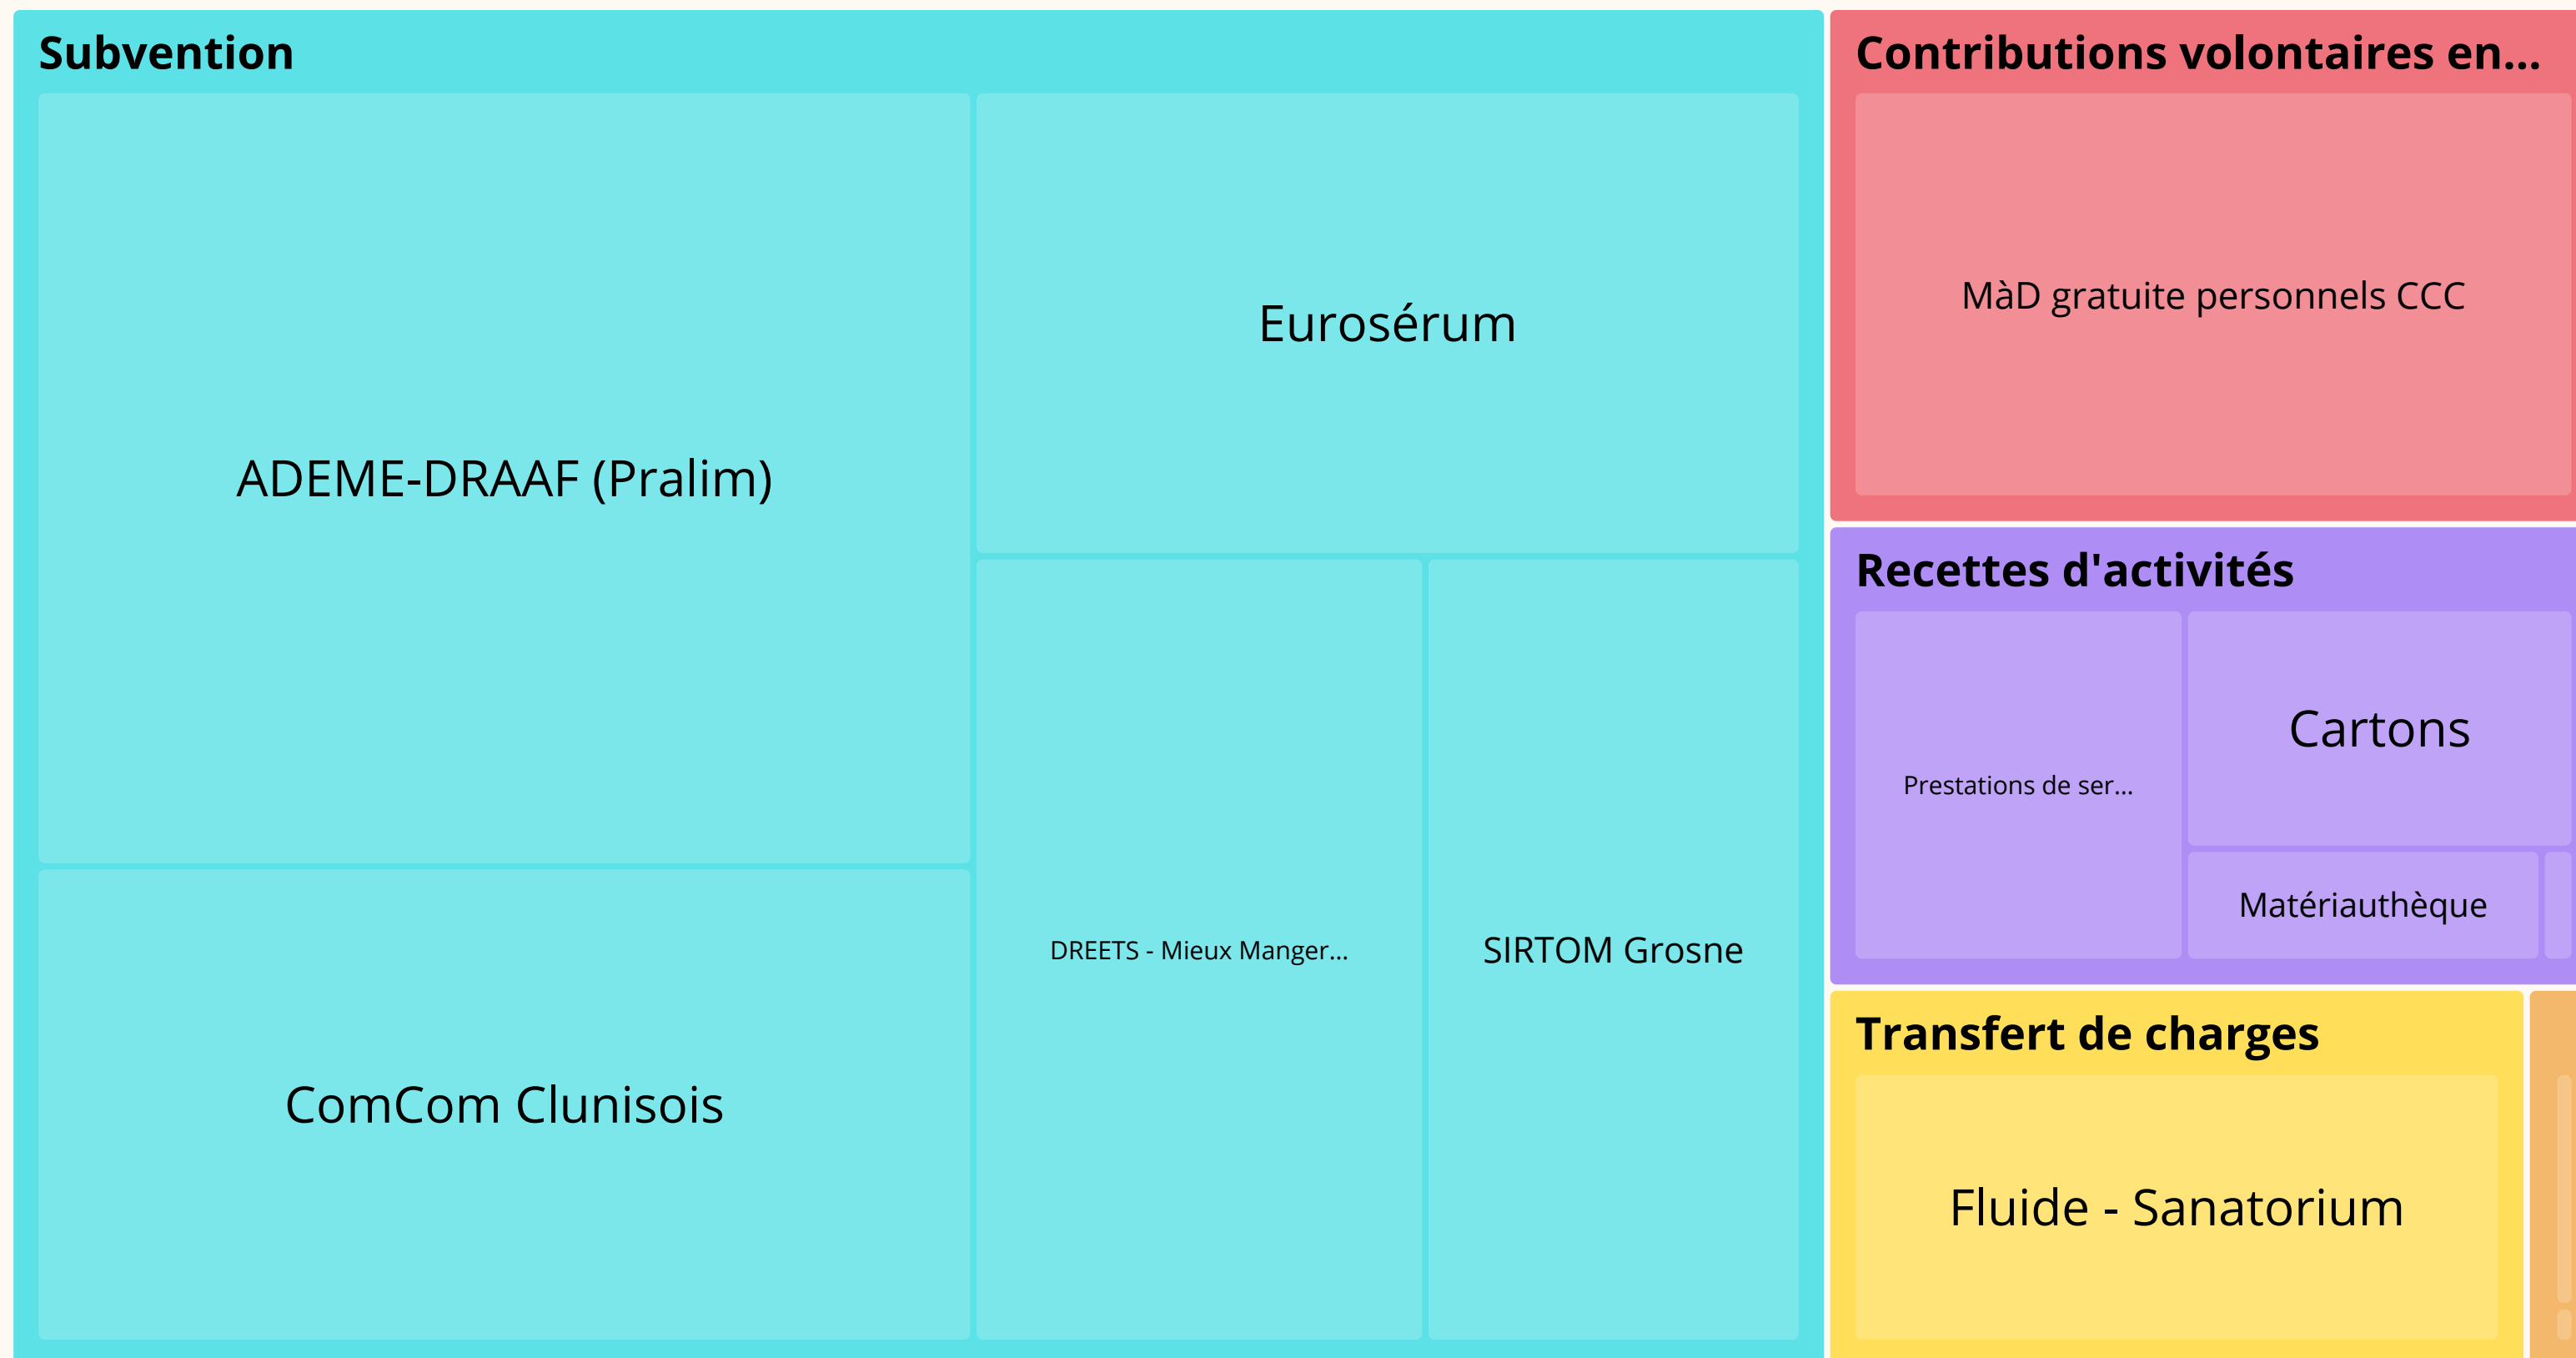 Subvention
ADEME-DRAAF (Pralim)
ComCom Clunisois
Eurosérum
DREETS - Mieux Manger...
SIRTOM Grosne
Contributions volontaires en...
MàD gratuite personnels CCC
Recettes d'activités
Prestations de ser...
Cartons
Matériauthèque
Transfert de charges
Fluide - Sanatorium